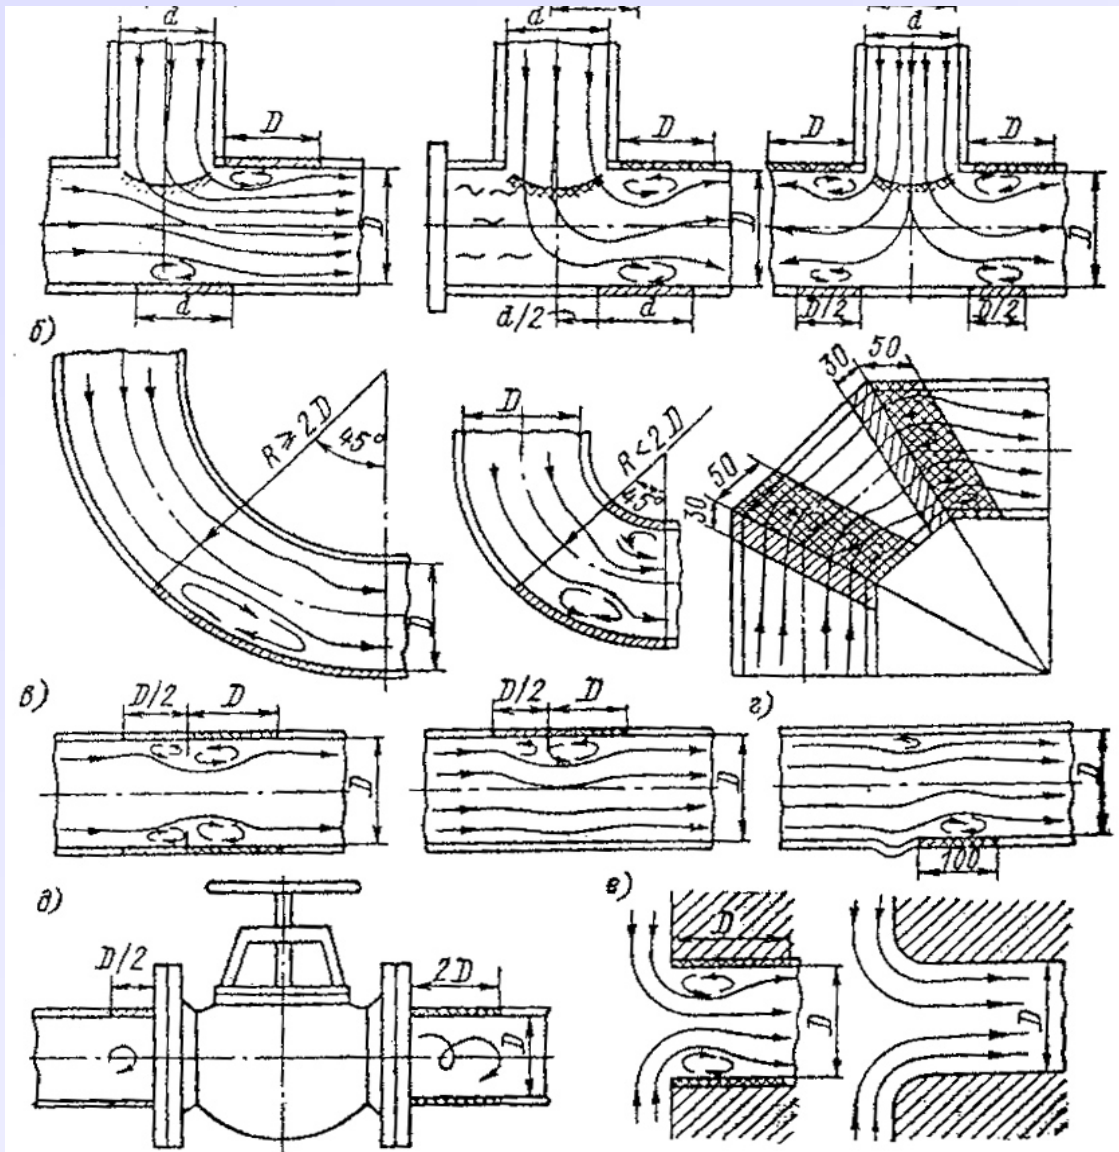 d d d
D D D D
D D D
d d/2 d D/2 D/2
б)
R ⩾ 2D 45° D
D R < 2D 45°
30 50
50 30
в) D/2 D D
D/2 D D
г) D 100
д) D/2 2D D
е) D D D